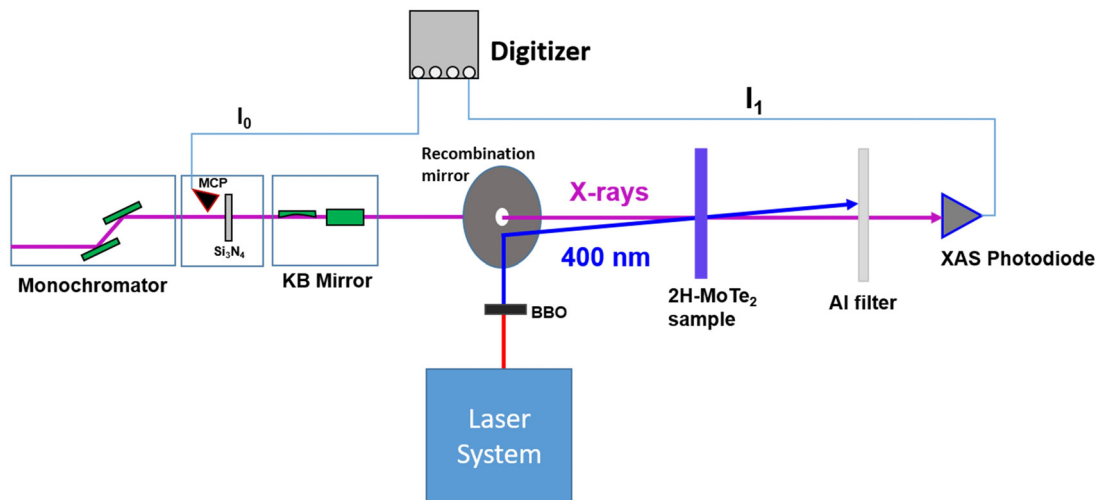 Digitizer
I₀
I₁
Recombination
mirror
MCP
Si₃N₄
X-rays
400 nm
Monochromator
KB Mirror
BBO
2H-MoTe₂
sample
Al filter
XAS Photodiode
Laser
System